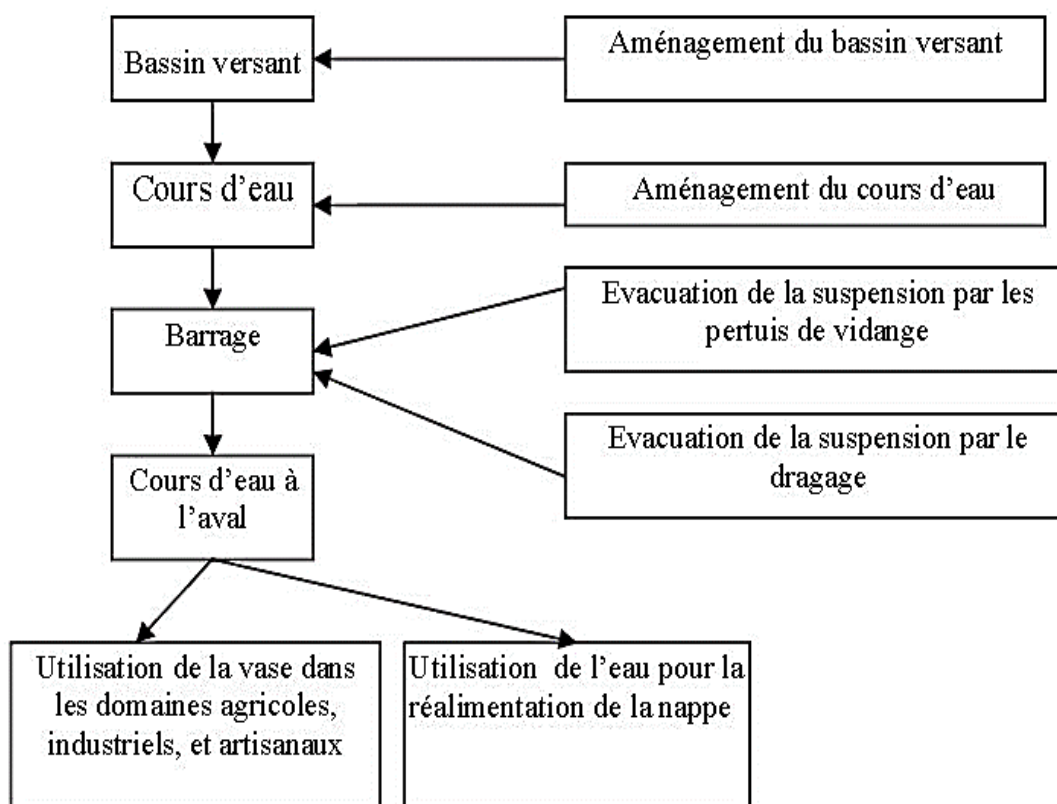 Bassin versant
Aménagement du bassin versant
Cours d'eau
Aménagement du cours d'eau
Barrage
Evacuation de la suspension par les
pertuis de vidange
Evacuation de la suspension par le
dragage
Cours d'eau à
l'aval
Utilisation de la vase dans
les domaines agricoles,
industriels, et artisanaux
Utilisation de l'eau pour la
réalimentation de la nappe